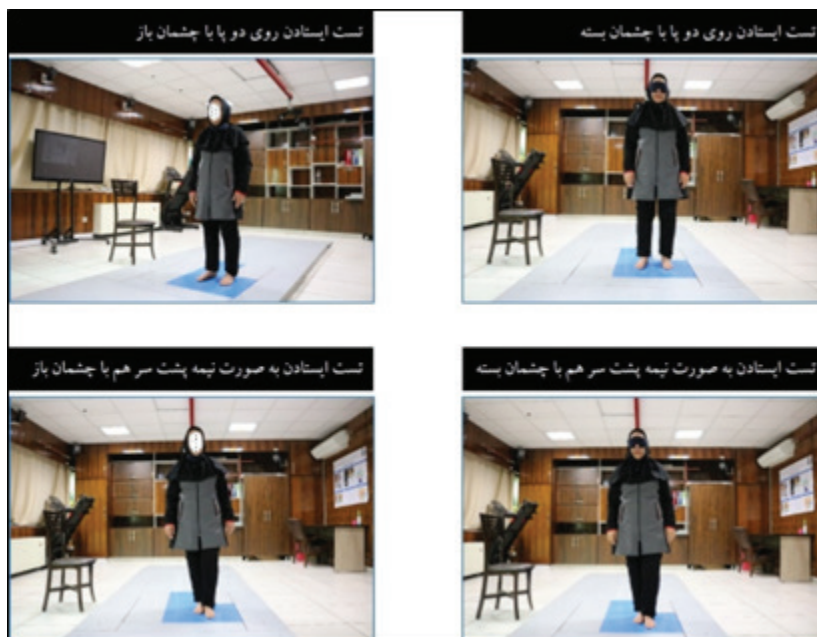 تست ایستادن روی دو پا با چشمان بسته
تست ایستادن روی دو پا با چشمان باز
تست ایستادن به صورت نیمه پشت سر هم با چشمان بسته
تست ایستادن به صورت نیمه پشت سر هم با چشمان باز